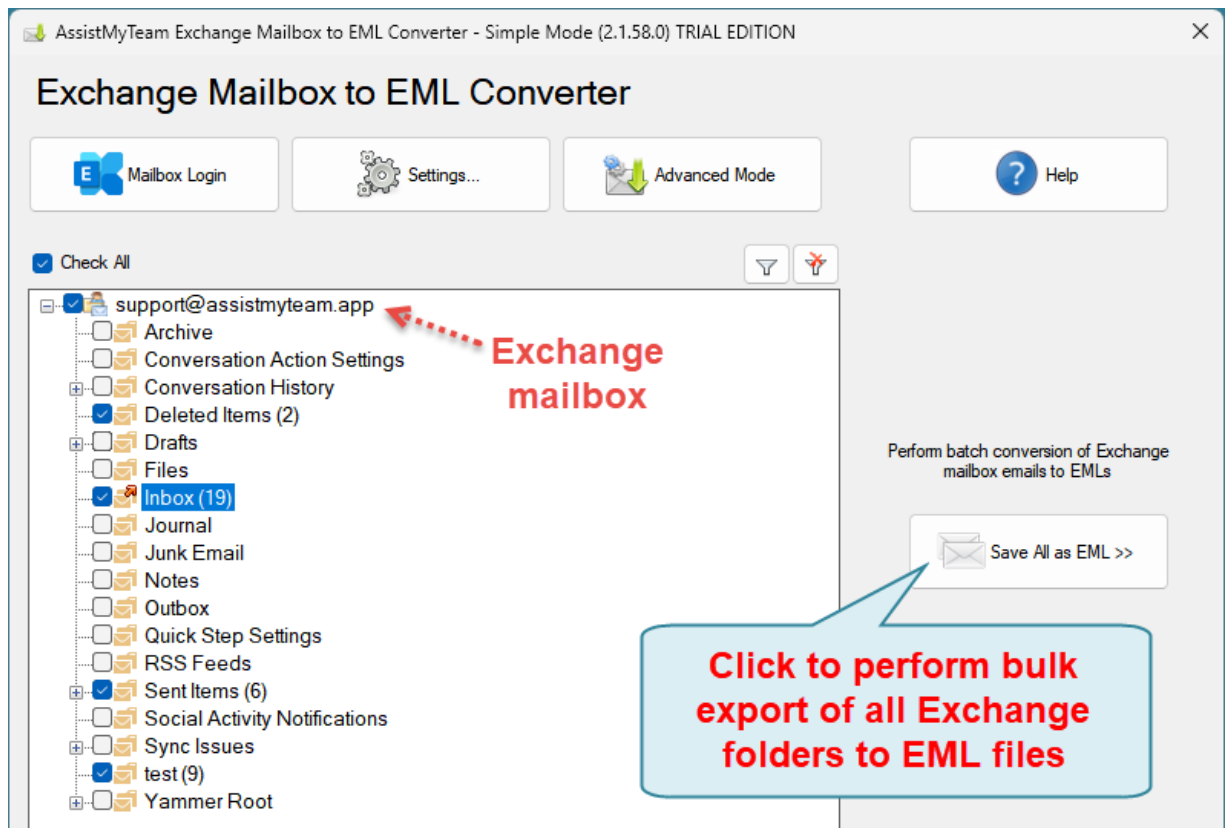 AssistMyTeam Exchange Mailbox to EML Converter - Simple Mode (2.1.58.0) TRIAL EDITION
Exchange Mailbox to EML Converter
E
Mailbox Login
Settings...
Advanced Mode
?
Help
Check All
support@assistmyteam.app
Archive
Conversation Action Settings
Conversation History
Deleted Items (2)
Drafts
Files
Inbox (19)
Journal
Junk Email
Notes
Outbox
Quick Step Settings
RSS Feeds
Sent Items (6)
Social Activity Notifications
Sync Issues
test (9)
Yammer Root
Exchange
mailbox
Perform batch conversion of Exchange
mailbox emails to EMLs
Save All as EML >>
Click to perform bulk
export of all Exchange
folders to EML files